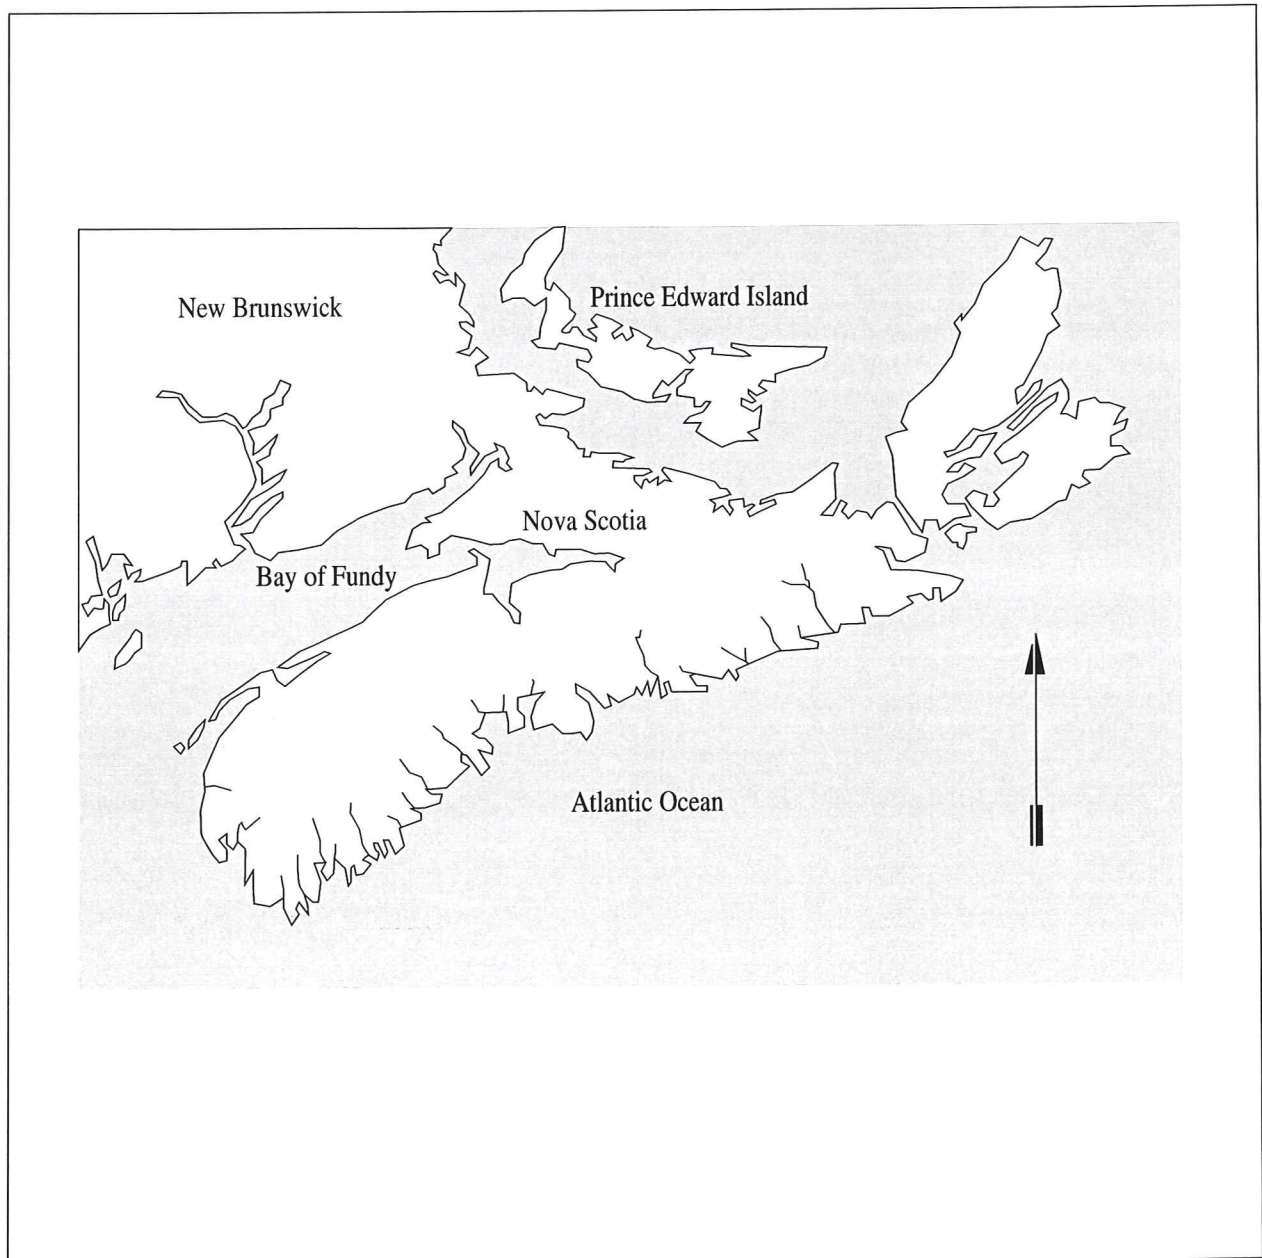 New Brunswick
Prince Edward Island
Nova Scotia
Bay of Fundy
Atlantic Ocean